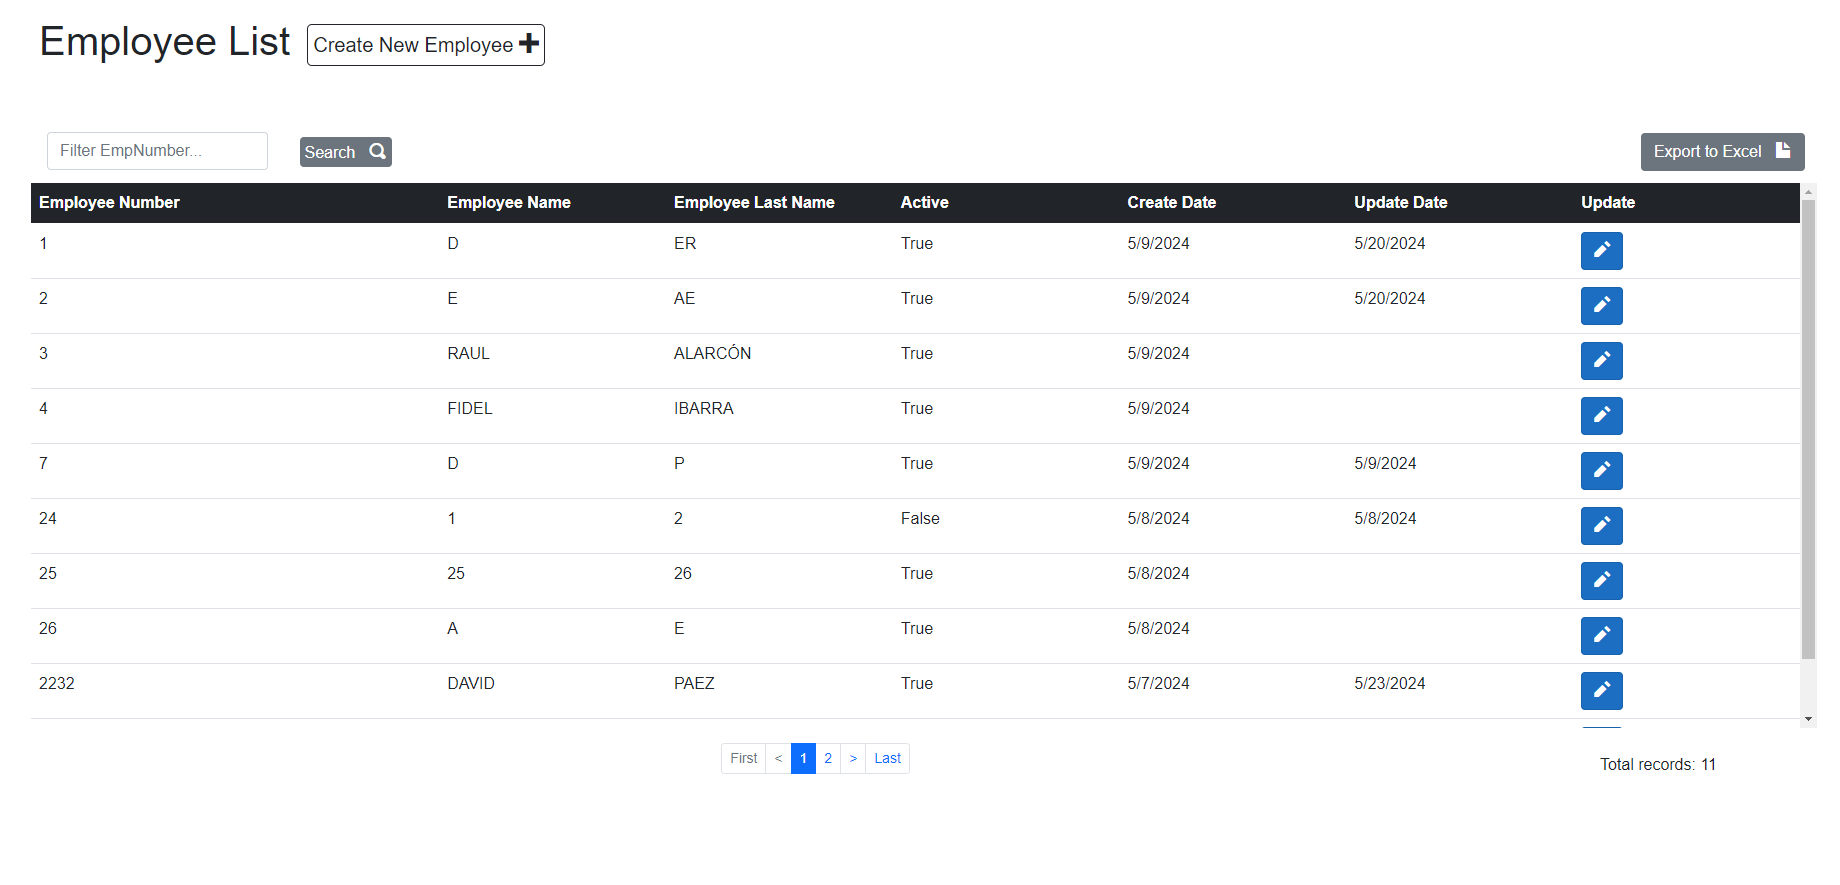 Employee List Create New Employee
Filter EmpNumber... Search Export to Excel
Employee Number Employee Name Employee Last Name Active Create Date Update Date Update
1 D ER True 5/9/2024 5/20/2024
2 E AE True 5/9/2024 5/20/2024
3 RAUL ALARCÓN True 5/9/2024
4 FIDEL IBARRA True 5/9/2024
7 D P True 5/9/2024 5/9/2024
24 1 2 False 5/8/2024 5/8/2024
25 25 26 True 5/8/2024
26 A E True 5/8/2024
2232 DAVID PAEZ True 5/7/2024 5/23/2024
First < 1 2 > Last
Total records: 11